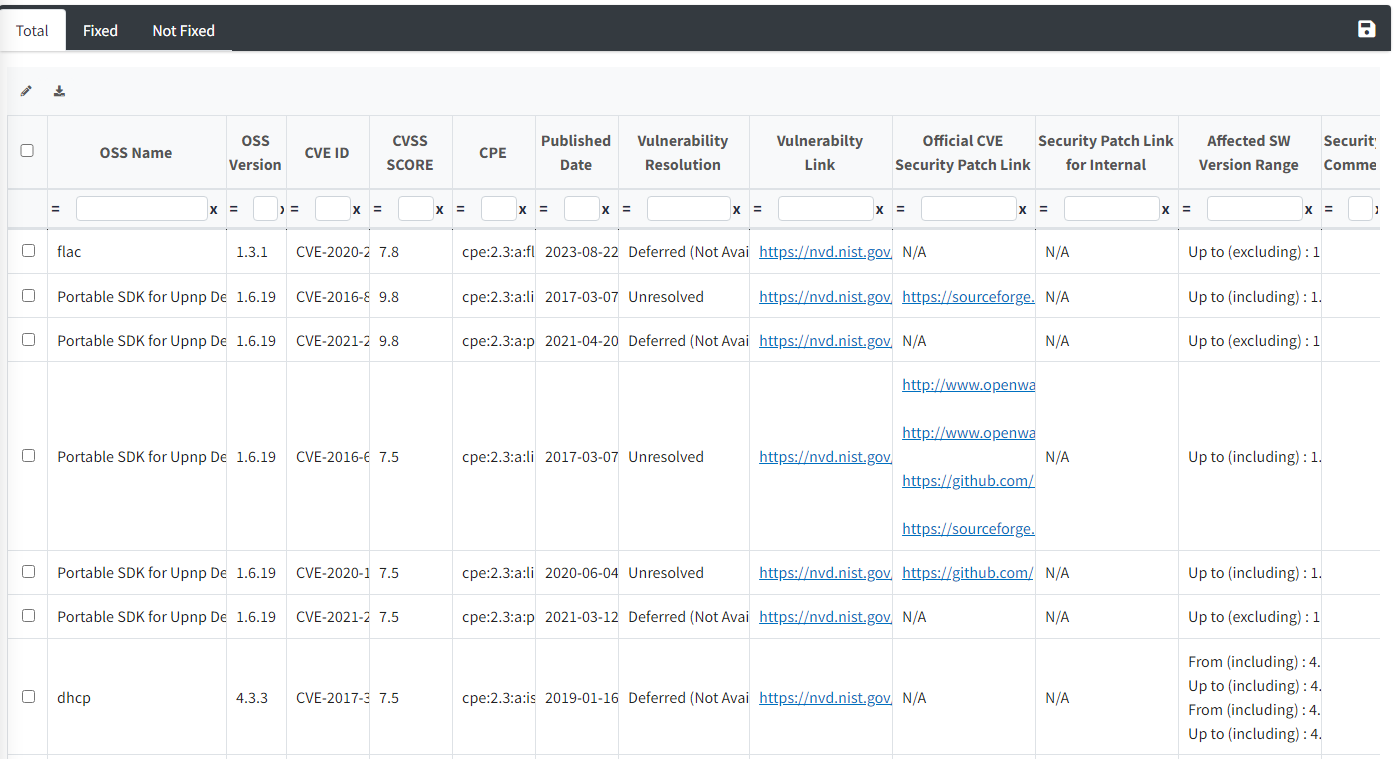 Total Fixed Not Fixed
OSS Name OSS Version CVE ID CVSS SCORE CPE Published Date Vulnerability Resolution Vulnerabilty Link Official CVE Security Patch Link Security Patch Link for Internal Affected SW Version Range Security Comme
= x = x = x = x = x = x = x = x = x = x = x =
flac 1.3.1 CVE-2020-2 7.8 cpe:2.3:a:fl 2023-08-22 Deferred (Not Avai https://nvd.nist.gov/ N/A N/A Up to (excluding) : 1
Portable SDK for Upnp De 1.6.19 CVE-2016-8 9.8 cpe:2.3:a:li 2017-03-07 Unresolved https://nvd.nist.gov/ https://sourceforge. N/A Up to (including) : 1.
Portable SDK for Upnp De 1.6.19 CVE-2021-2 9.8 cpe:2.3:a:p 2021-04-20 Deferred (Not Avai https://nvd.nist.gov/ N/A N/A Up to (excluding) : 1
Portable SDK for Upnp De 1.6.19 CVE-2016-6 7.5 cpe:2.3:a:li 2017-03-07 Unresolved https://nvd.nist.gov/ http://www.openwa
http://www.openwa
https://github.com/
https://sourceforge. N/A Up to (including) : 1.
Portable SDK for Upnp De 1.6.19 CVE-2020-1 7.5 cpe:2.3:a:li 2020-06-04 Unresolved https://nvd.nist.gov/ https://github.com/ N/A Up to (including) : 1.
Portable SDK for Upnp De 1.6.19 CVE-2021-2 7.5 cpe:2.3:a:p 2021-03-12 Deferred (Not Avai https://nvd.nist.gov/ N/A N/A Up to (excluding) : 1
dhcp 4.3.3 CVE-2017-3 7.5 cpe:2.3:a:is 2019-01-16 Deferred (Not Avai https://nvd.nist.gov/ N/A N/A From (including) : 4.
Up to (including) : 4.
From (including) : 4.
Up to (including) : 4.